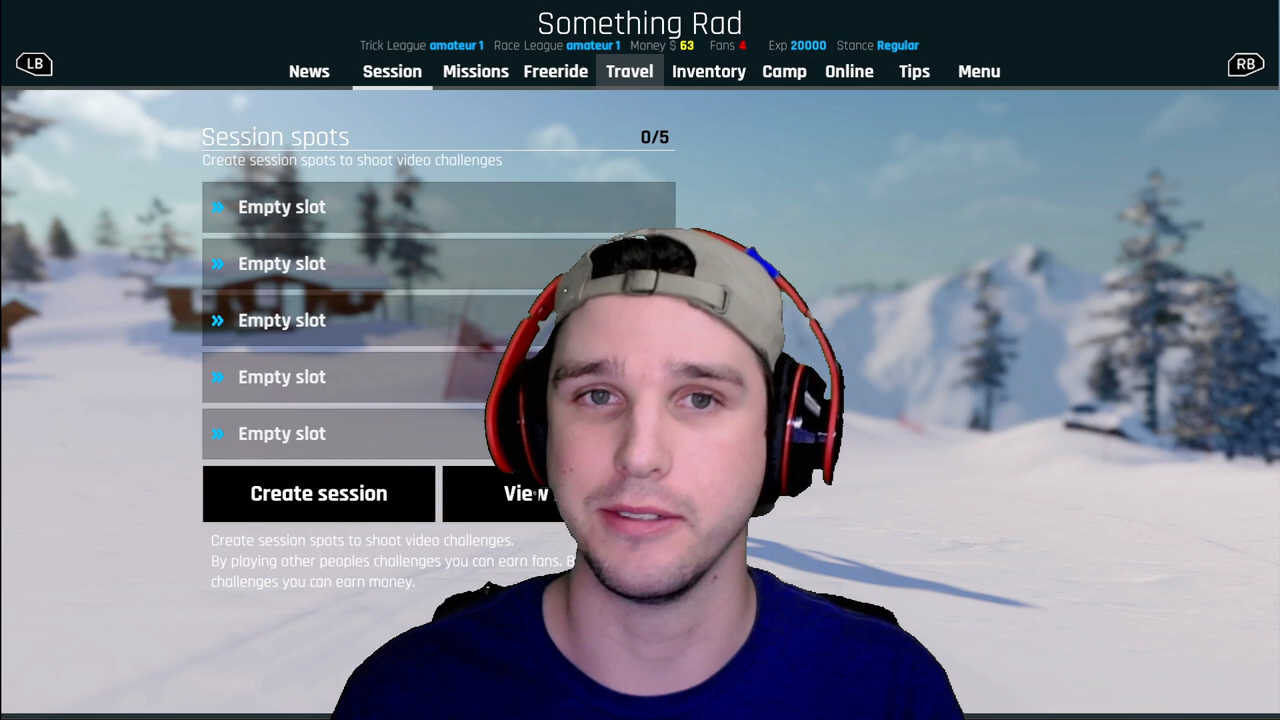 Something Rad
Trick League amateur 1 Race League amateur 1 Money $ 63 Fans 4 Exp 20000 Stance Regular
LB
RB
News Session Missions Freeride Travel Inventory Camp Online Tips Menu
Session spots 0/5
Create session spots to shoot video challenges
» Empty slot
» Empty slot
» Empty slot
» Empty slot
» Empty slot
Create session View
Create session spots to shoot video challenges.
By playing other peoples challenges you can earn fans. B
challenges you can earn money.